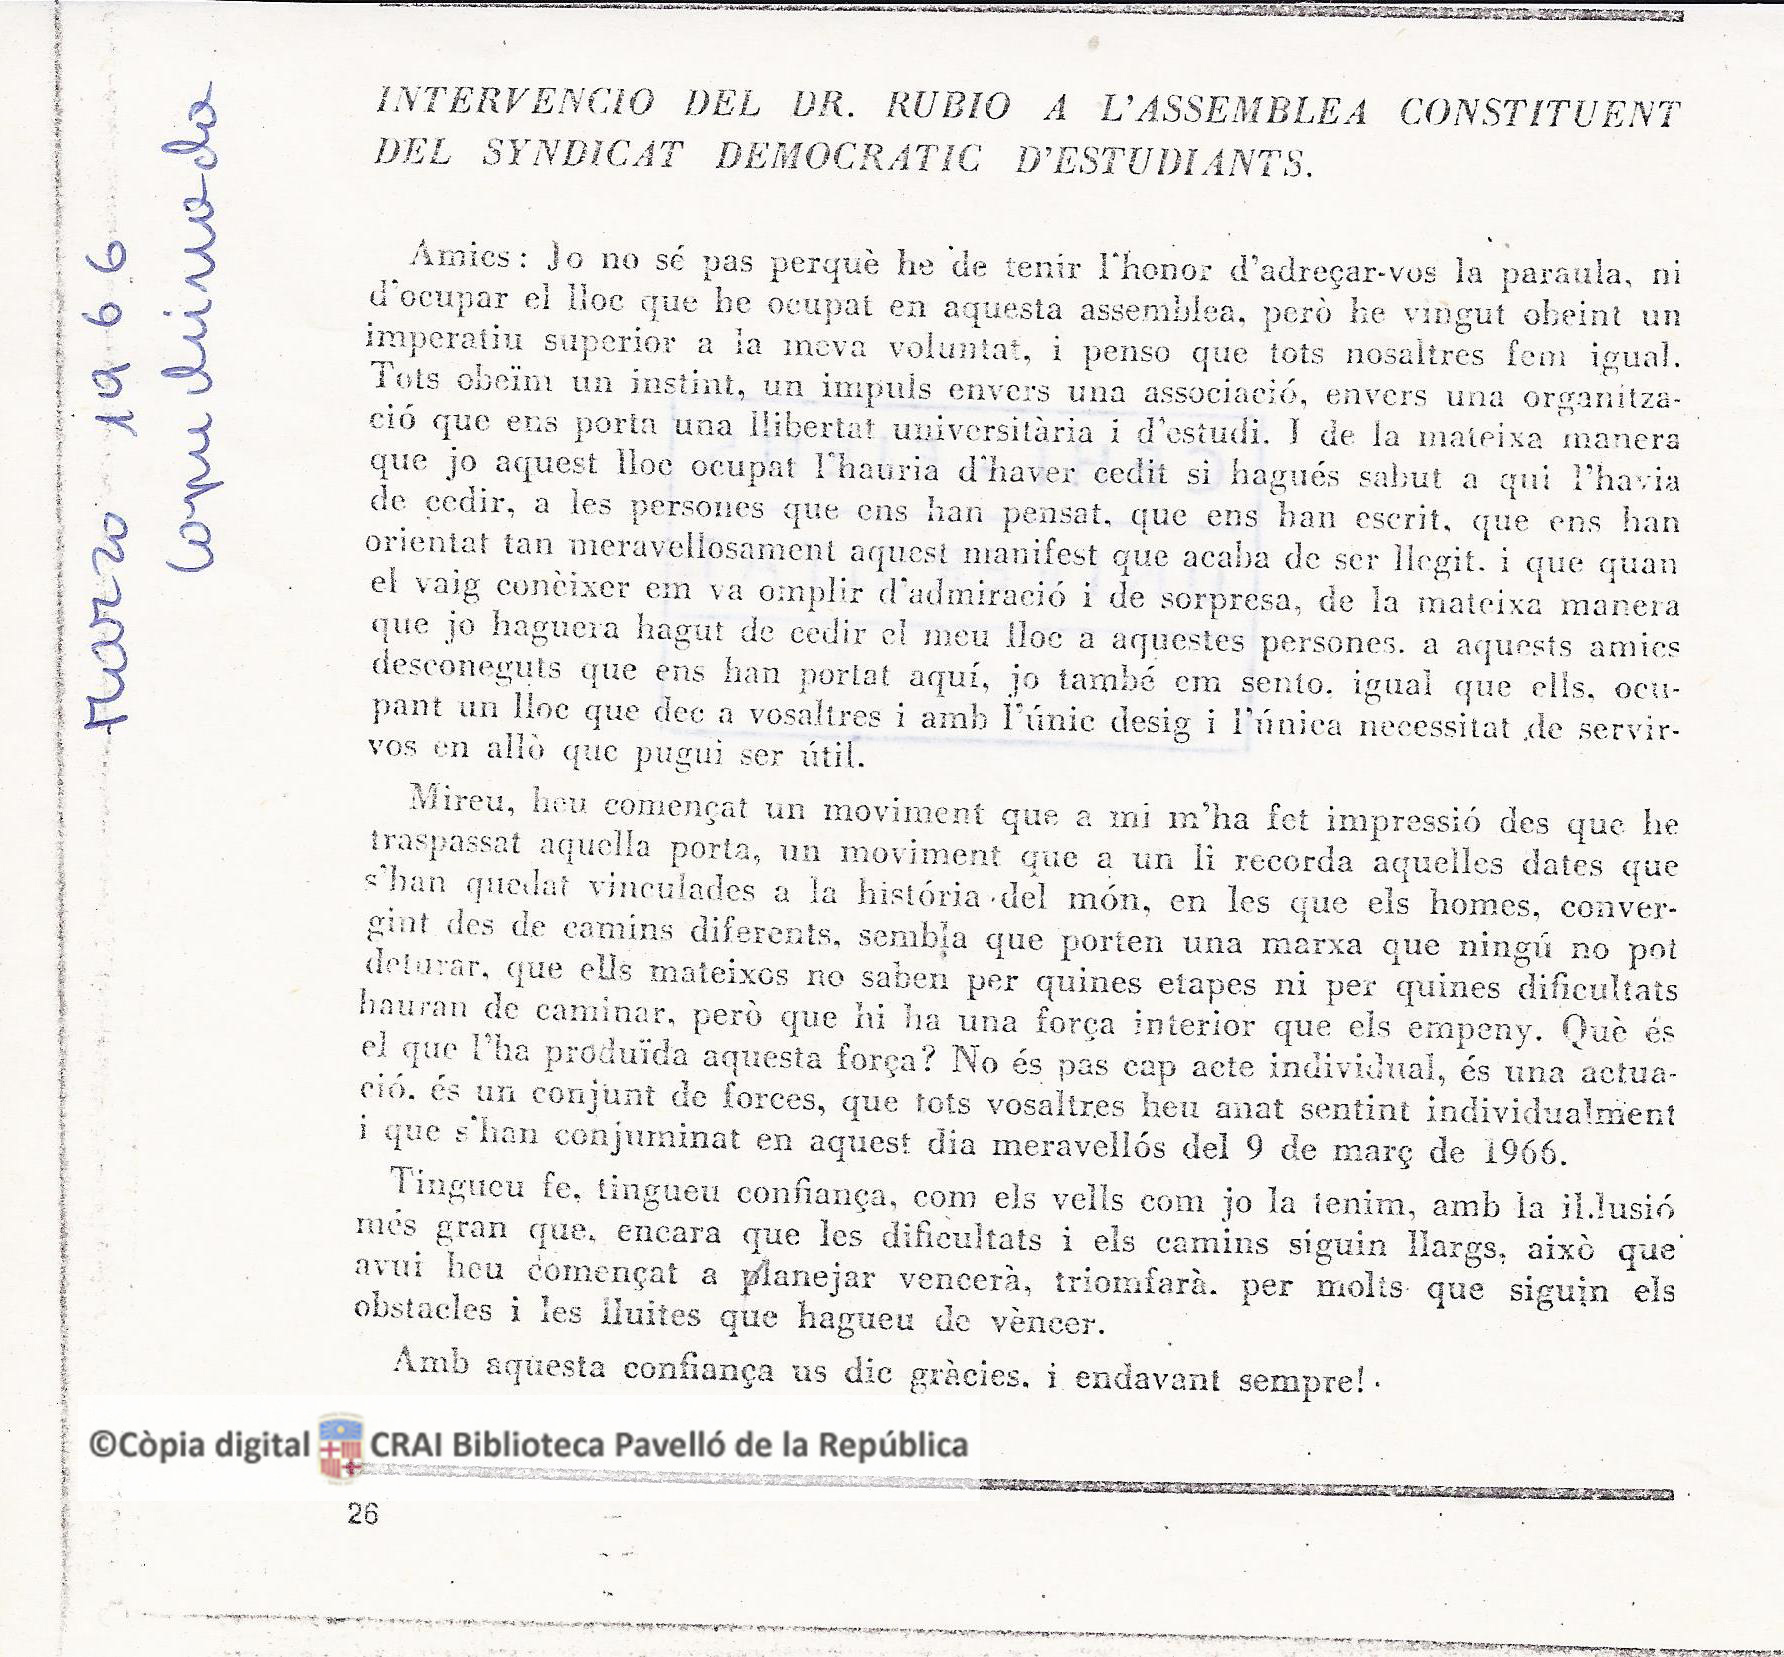 INTERVENCIO DEL DR. RUBIO A L'ASSEMBLEA CONSTITUENT
DEL SYNDICAT DEMOCRATIC D'ESTUDIANTS.
Amics: Jo no sé pas perquè he de tenir l'honor d'adreçar-vos la paraula, ni
d'ocupar el lloc que he ocupat en aquesta assemblea, però he vingut obeint un
imperatiu superior a la meva voluntat, i penso que tots nosaltres fem igual.
Tots obeïm un instint, un impuls envers una associació, envers una organitza-
ció que ens porta una llibertat universitària i d'estudi. I de la mateixa manera
que jo aquest lloc ocupat l'hauria d'haver cedit si hagués sabut a qui l'havia
de cedir, a les persones que ens han pensat, que ens han escrit, que ens han
orientat tan meravellosament aquest manifest que acaba de ser llegit. i que quan
el vaig conèixer em va omplir d'admiració i de sorpresa, de la mateixa manera
que jo haguera hagut de cedir el meu lloc a aquestes persones. a aquests amics
desconeguts que ens han portat aquí, jo també em sento. igual que ells, ocu-
pant un lloc que dec a vosaltres i amb l'únic desig i l'única necessitat de servir-
vos en allò que pugui ser útil.
Mireu, heu començat un moviment que a mi m'ha fet impressió des que he
traspassat aquella porta, un moviment que a un li recorda aquelles dates que
s'han quedat vinculades a la história del món, en les que els homes, conver-
gint des de camins diferents, sembla que porten una marxa que ningú no pot
deturar, que ells mateixos no saben per quines etapes ni per quines dificultats
hauran de caminar, però que hi ha una força interior que els empeny. Què és
el que l'ha produïda aquesta força? No és pas cap acte individual, és una actua-
ció. és un conjunt de forces, que tots vosaltres heu anat sentint individualment
i que s'han conjuminat en aquest dia meravellós del 9 de març de 1966.
Tingueu fe, tingueu confiança, com els vells com jo la tenim, amb la il.lusió
més gran que, encara que les dificultats i els camins siguin llargs, això que
avui heu començat a planejar vencerà, triomfarà. per molts que siguin els
obstacles i les lluites que hagueu de vèncer.
Amb aquesta confiança us dic gràcies. i endavant sempre!
©Còpia digital CRAI Biblioteca Pavelló de la República
26
Marzo 1966